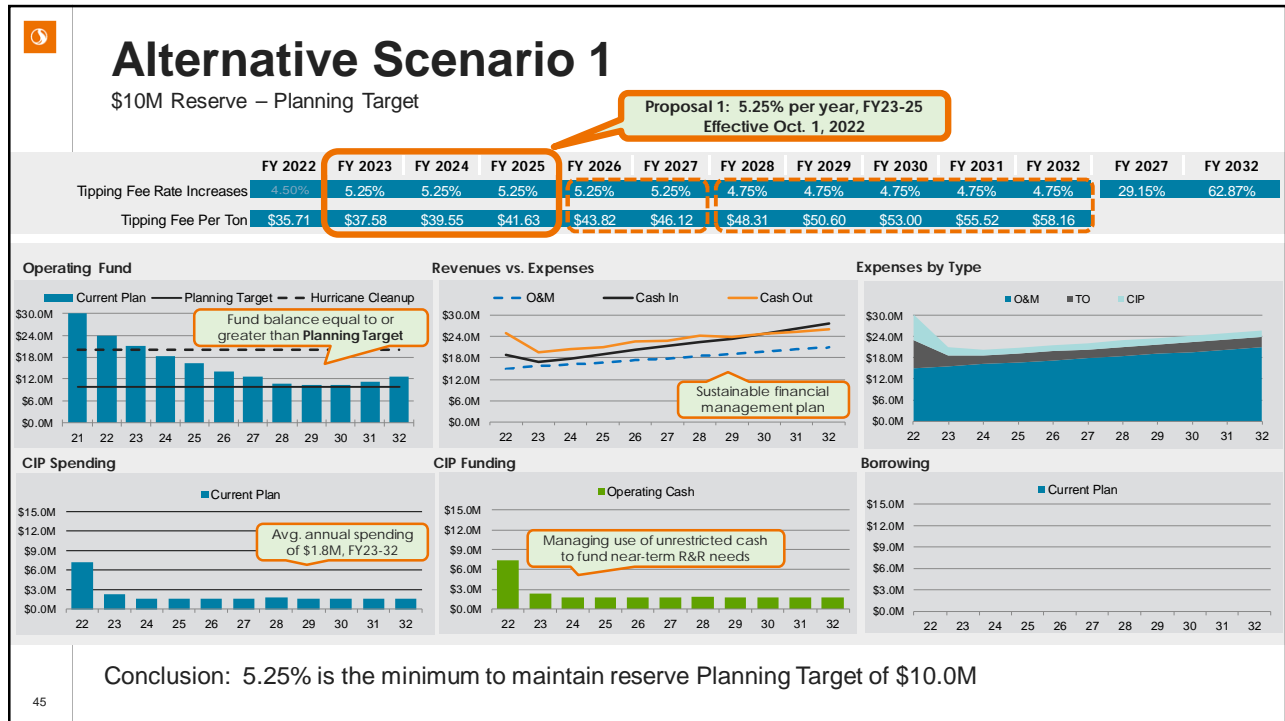 Alternative Scenario 1
$10M Reserve – Planning Target
Proposal 1: 5.25% per year, FY23-25
Effective Oct. 1, 2022
FY 2022 FY 2023 FY 2024 FY 2025 FY 2026 FY 2027 FY 2028 FY 2029 FY 2030 FY 2031 FY 2032 FY 2027 FY 2032
Tipping Fee Rate Increases 4.50% 5.25% 5.25% 5.25% 5.25% 5.25% 4.75% 4.75% 4.75% 4.75% 4.75% 29.15% 62.87%
Tipping Fee Per Ton $35.71 $37.58 $39.55 $41.63 $43.82 $46.12 $48.31 $50.60 $53.00 $55.52 $58.16
Operating Fund
Current Plan Planning Target Hurricane Cleanup
$30.0M
$24.0M
$18.0M
$12.0M
$6.0M
$0.0M
Fund balance equal to or
greater than Planning Target
21 22 23 24 25 26 27 28 29 30 31 32
Revenues vs. Expenses
O&M Cash In Cash Out
$30.0M
$24.0M
$18.0M
$12.0M
$6.0M
$0.0M
Sustainable financial
management plan
22 23 24 25 26 27 28 29 30 31 32
Expenses by Type
O&M TO CIP
$30.0M
$24.0M
$18.0M
$12.0M
$6.0M
$0.0M
22 23 24 25 26 27 28 29 30 31 32
CIP Spending
Current Plan
$15.0M
$12.0M
$9.0M
$6.0M
$3.0M
$0.0M
Avg. annual spending
of $1.8M, FY23-32
22 23 24 25 26 27 28 29 30 31 32
CIP Funding
Operating Cash
$15.0M
$12.0M
$9.0M
$6.0M
$3.0M
$0.0M
Managing use of unrestricted cash
to fund near-term R&R needs
22 23 24 25 26 27 28 29 30 31 32
Borrowing
Current Plan
$15.0M
$12.0M
$9.0M
$6.0M
$3.0M
$0.0M
22 23 24 25 26 27 28 29 30 31 32
Conclusion: 5.25% is the minimum to maintain reserve Planning Target of $10.0M
45